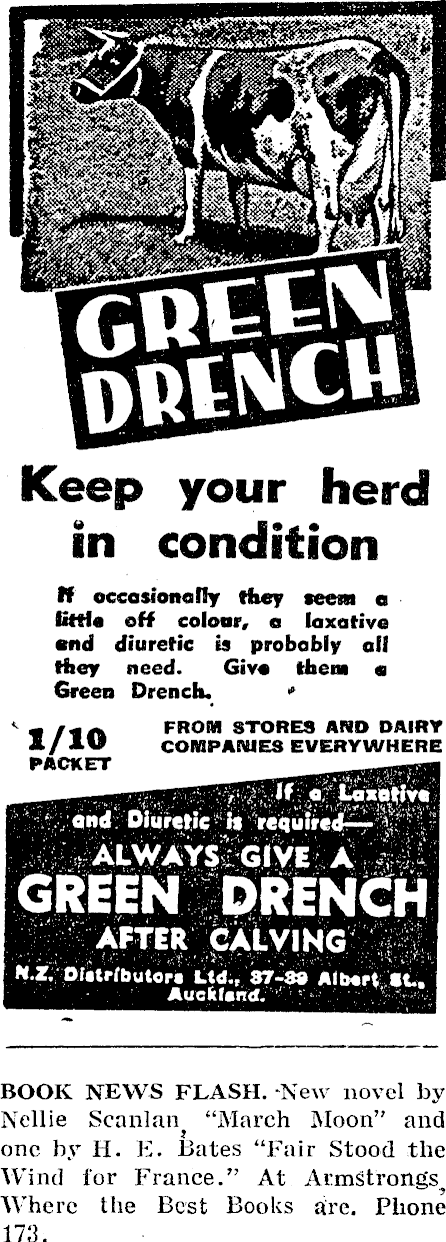 GREEN
DRENCH
Keep your herd
in condition
If occasionally they seem a
little off colour, a laxative
and diuretic is probably all
they need. Give them a
Green Drench.
1/10
PACKET
FROM STORES AND DAIRY
COMPANIES EVERYWHERE
If a Laxative
and Diuretic is required—
ALWAYS GIVE A
GREEN DRENCH
AFTER CALVING
N.Z. Distributors Ltd., 37-39 Albert St.,
Auckland.
BOOK NEWS FLASH. New novel by
Nellie Scanlan, “March Moon” and
one by H. E. Bates “Fair Stood the
Wind for France.” At Armstrongs,
Where the Best Books are. Phone
173.